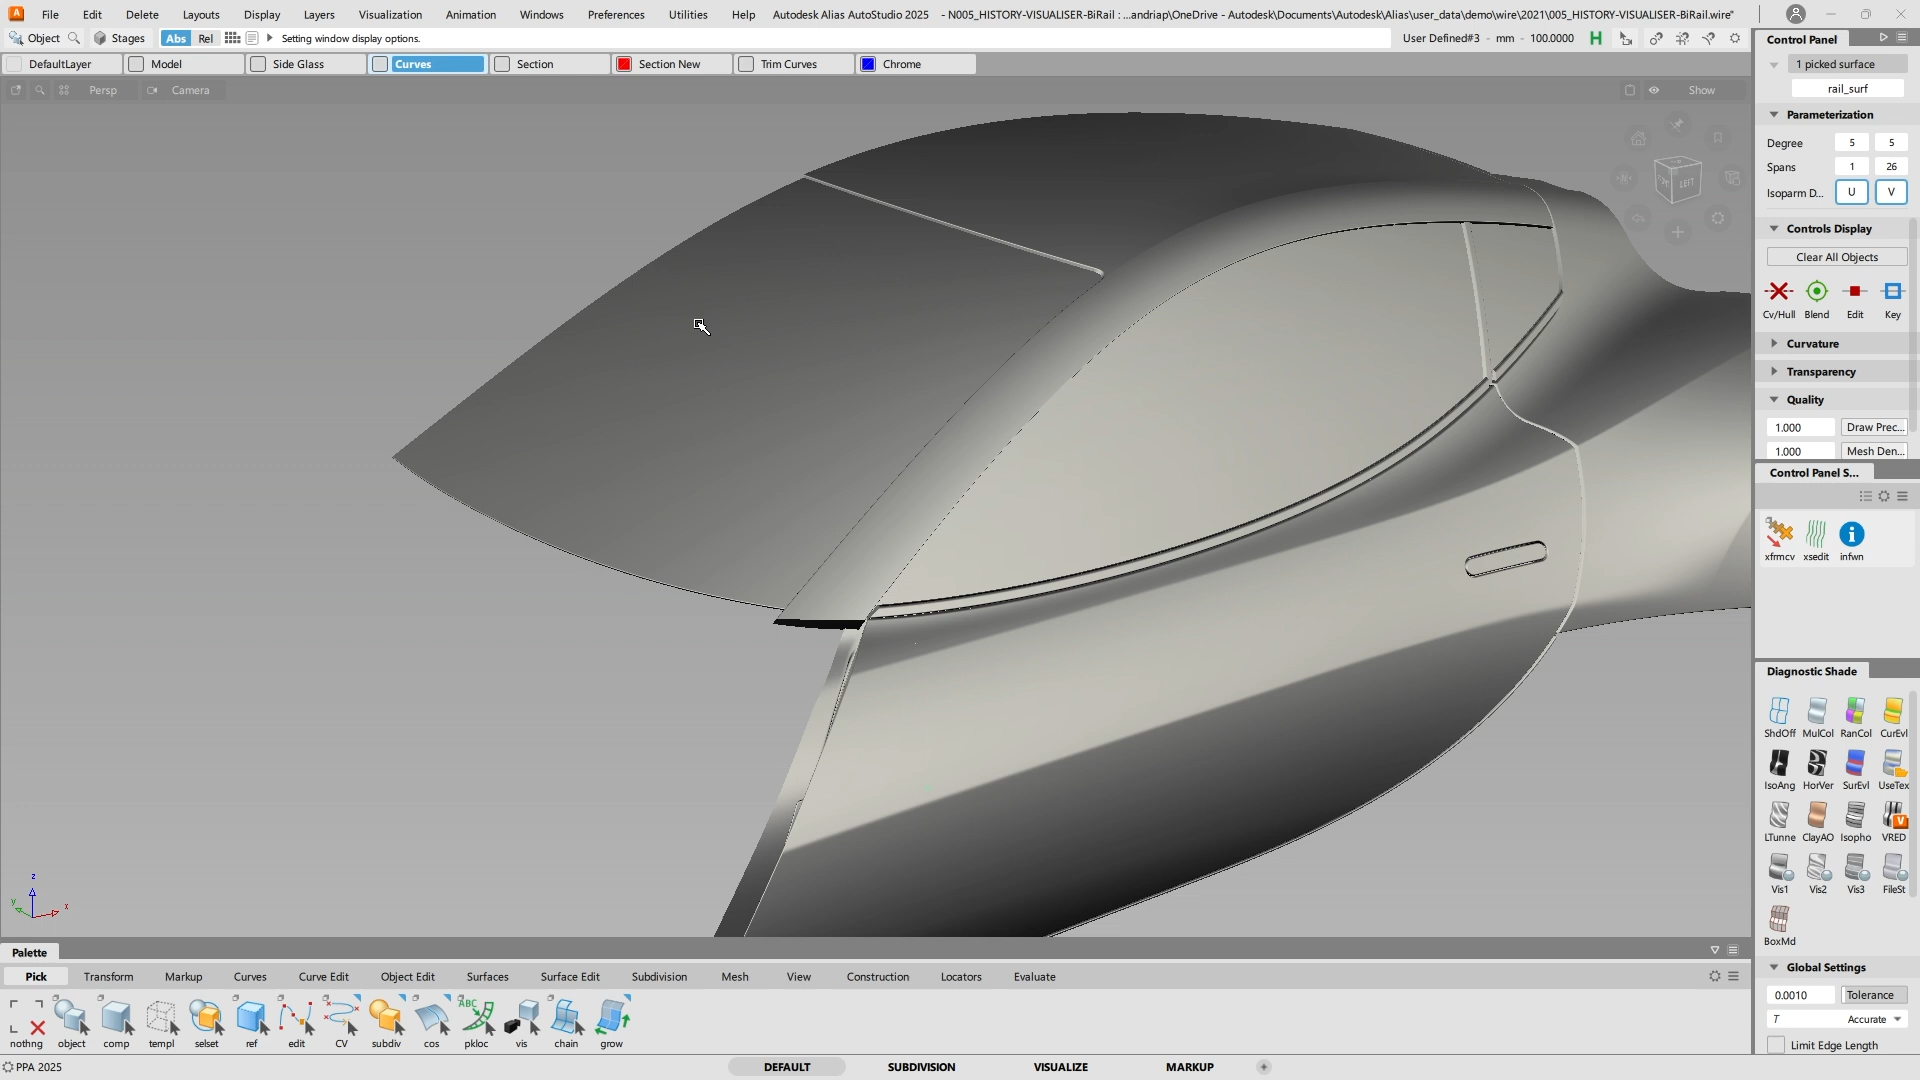 File Edit Delete Layouts Display Layers Visualization Animation Windows Preferences Utilities Help Autodesk Alias AutoStudio 2025 - N005_HISTORY-VISUALISER-BiRail : ...andriap\OneDrive - Autodesk\Documents\Autodesk\Alias\user_data\demo\wire\2021\005_HISTORY-VISUALISER-BiRail.wire"
Object Stages Abs Rel Setting window display options. User Defined#3 - mm - 100.0000 H
DefaultLayer Model Side Glass Curves Section Section New Trim Curves Chrome
Persp Camera Show
LEFT
z
y x
Control Panel
1 picked surface
rail_surf
Parameterization
Degree 5 5
Spans 1 26
Isoparm D... U V
Controls Display
Clear All Objects
Cv/Hull Blend Edit Key
Curvature
Transparency
Quality
1.000 Draw Prec...
1.000 Mesh Den...
Control Panel S...
xfrmcv xsedit infwn
Diagnostic Shade
ShdOff MulCol RanCol CurEvl
IsoAng HorVer SurEvl UseTex
LTunne ClayAO Isopho VRED
Vis1 Vis2 Vis3 FileSt
BoxMd
Global Settings
0.0010 Tolerance
T Accurate
Limit Edge Length
Palette
Pick Transform Markup Curves Curve Edit Object Edit Surfaces Surface Edit Subdivision Mesh View Construction Locators Evaluate
ABC
nothng object comp templ selset ref edit CV subdiv cos pkloc vis chain grow
PPA 2025 DEFAULT SUBDIVISION VISUALIZE MARKUP